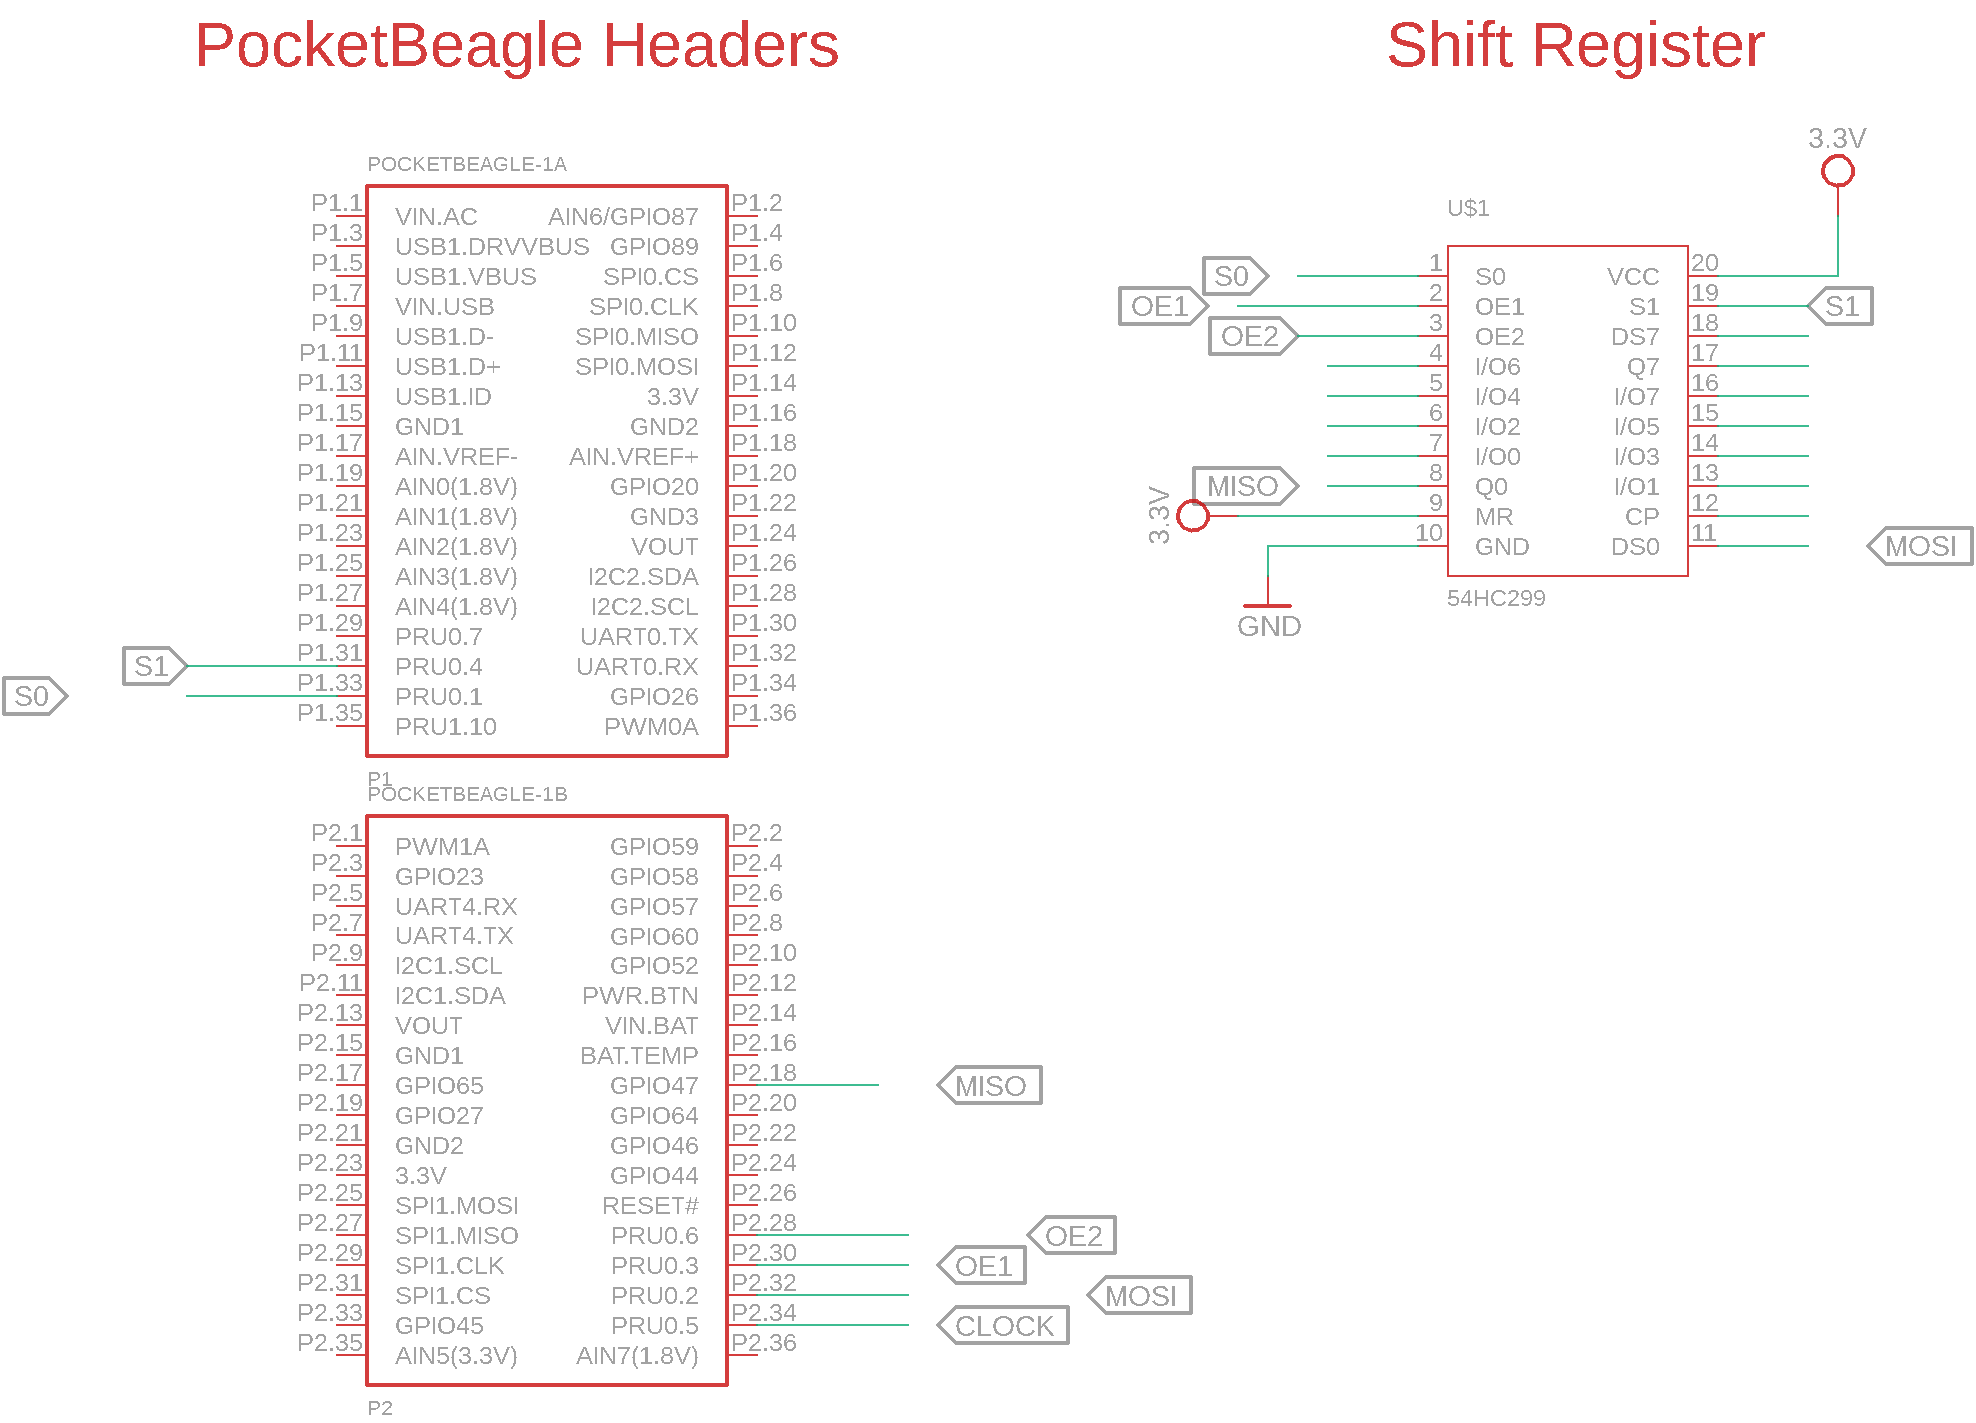 PocketBeagle Headers
Shift Register
POCKETBEAGLE-1A
P1.1 VIN.AC AIN6/GPIO87 P1.2
P1.3 USB1.DRVVBUS GPIO89 P1.4
P1.5 USB1.VBUS SPI0.CS P1.6
P1.7 VIN.USB SPI0.CLK P1.8
P1.9 USB1.D- SPI0.MISO P1.10
P1.11 USB1.D+ SPI0.MOSI P1.12
P1.13 USB1.ID 3.3V P1.14
P1.15 GND1 GND2 P1.16
P1.17 AIN.VREF- AIN.VREF+ P1.18
P1.19 AIN0(1.8V) GPIO20 P1.20
P1.21 AIN1(1.8V) GND3 P1.22
P1.23 AIN2(1.8V) VOUT P1.24
P1.25 AIN3(1.8V) I2C2.SDA P1.26
P1.27 AIN4(1.8V) I2C2.SCL P1.28
P1.29 PRU0.7 UART0.TX P1.30
S1 P1.31 PRU0.4 UART0.RX P1.32
S0 P1.33 PRU0.1 GPIO26 P1.34
P1.35 PRU1.10 PWM0A P1.36
P1
POCKETBEAGLE-1B
P2.1 PWM1A GPIO59 P2.2
P2.3 GPIO23 GPIO58 P2.4
P2.5 UART4.RX GPIO57 P2.6
P2.7 UART4.TX GPIO60 P2.8
P2.9 I2C1.SCL GPIO52 P2.10
P2.11 I2C1.SDA PWR.BTN P2.12
P2.13 VOUT VIN.BAT P2.14
P2.15 GND1 BAT.TEMP P2.16
P2.17 GPIO65 GPIO47 P2.18 MISO
P2.19 GPIO27 GPIO64 P2.20
P2.21 GND2 GPIO46 P2.22
P2.23 3.3V GPIO44 P2.24
P2.25 SPI1.MOSI RESET# P2.26
P2.27 SPI1.MISO PRU0.6 P2.28 OE2
P2.29 SPI1.CLK PRU0.3 P2.30 OE1
P2.31 SPI1.CS PRU0.2 P2.32 MOSI
P2.33 GPIO45 PRU0.5 P2.34 CLOCK
P2.35 AIN5(3.3V) AIN7(1.8V) P2.36
P2
3.3V
U$1
S0 1 S0 VCC 20
OE1 2 OE1 S1 19 S1
OE2 3 OE2 DS7 18
4 I/O6 Q7 17
5 I/O4 I/O7 16
6 I/O2 I/O5 15
7 I/O0 I/O3 14
MISO 8 Q0 I/O1 13
3.3V 9 MR CP 12
10 GND DS0 11 MOSI
54HC299
GND